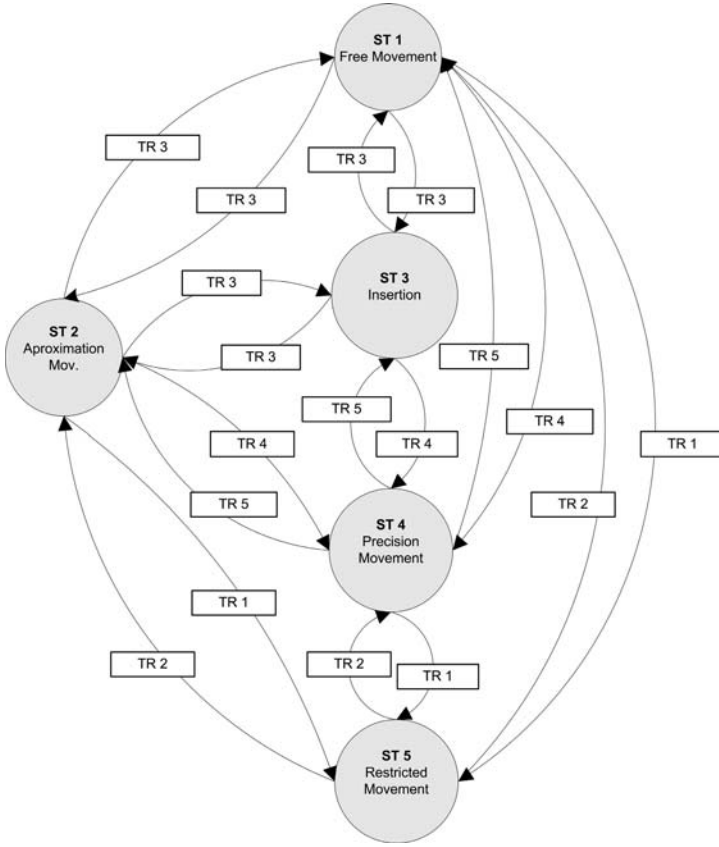 ST 1
Free Movement
TR 3
TR 3
TR 3
TR 3
ST 3
Insertion
TR 3
ST 2
Aproximation
Mov.
TR 3
TR 5
TR 5
TR 4
TR 4
TR 4
TR 1
TR 5
TR 2
ST 4
Precision
Movement
TR 1
TR 2
TR 2
TR 1
ST 5
Restricted
Movement